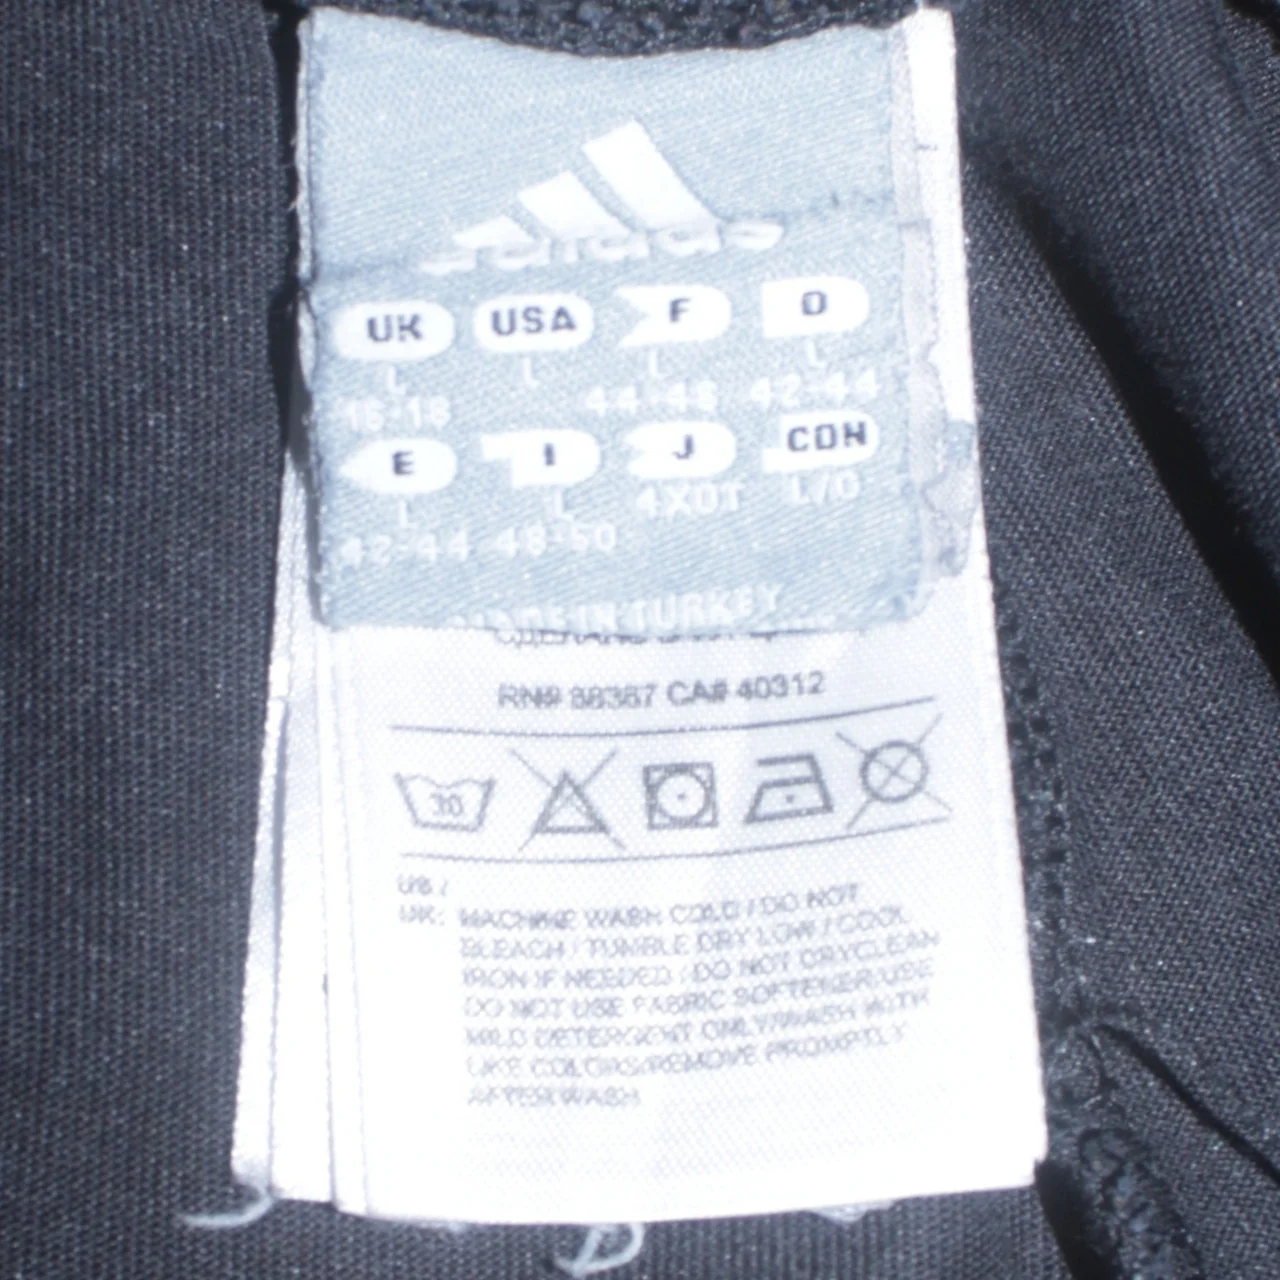 adidas
UK USA F D
L L L L
16-18 44-46 42-44
E I J CDN
L L 4XOT L/G
42-44 48-50
MADE IN TURKEY
RN# 88387 CA# 40312
30
US /
UK: MACHINE WASH COLD / DO NOT
BLEACH / TUMBLE DRY LOW / COOL
IRON IF NEEDED / DO NOT DRYCLEAN
DO NOT USE FABRIC SOFTENER/USE
MILD DETERGENT ONLY/WASH WITH
LIKE COLORS/REMOVE PROMPTLY
AFTER WASH